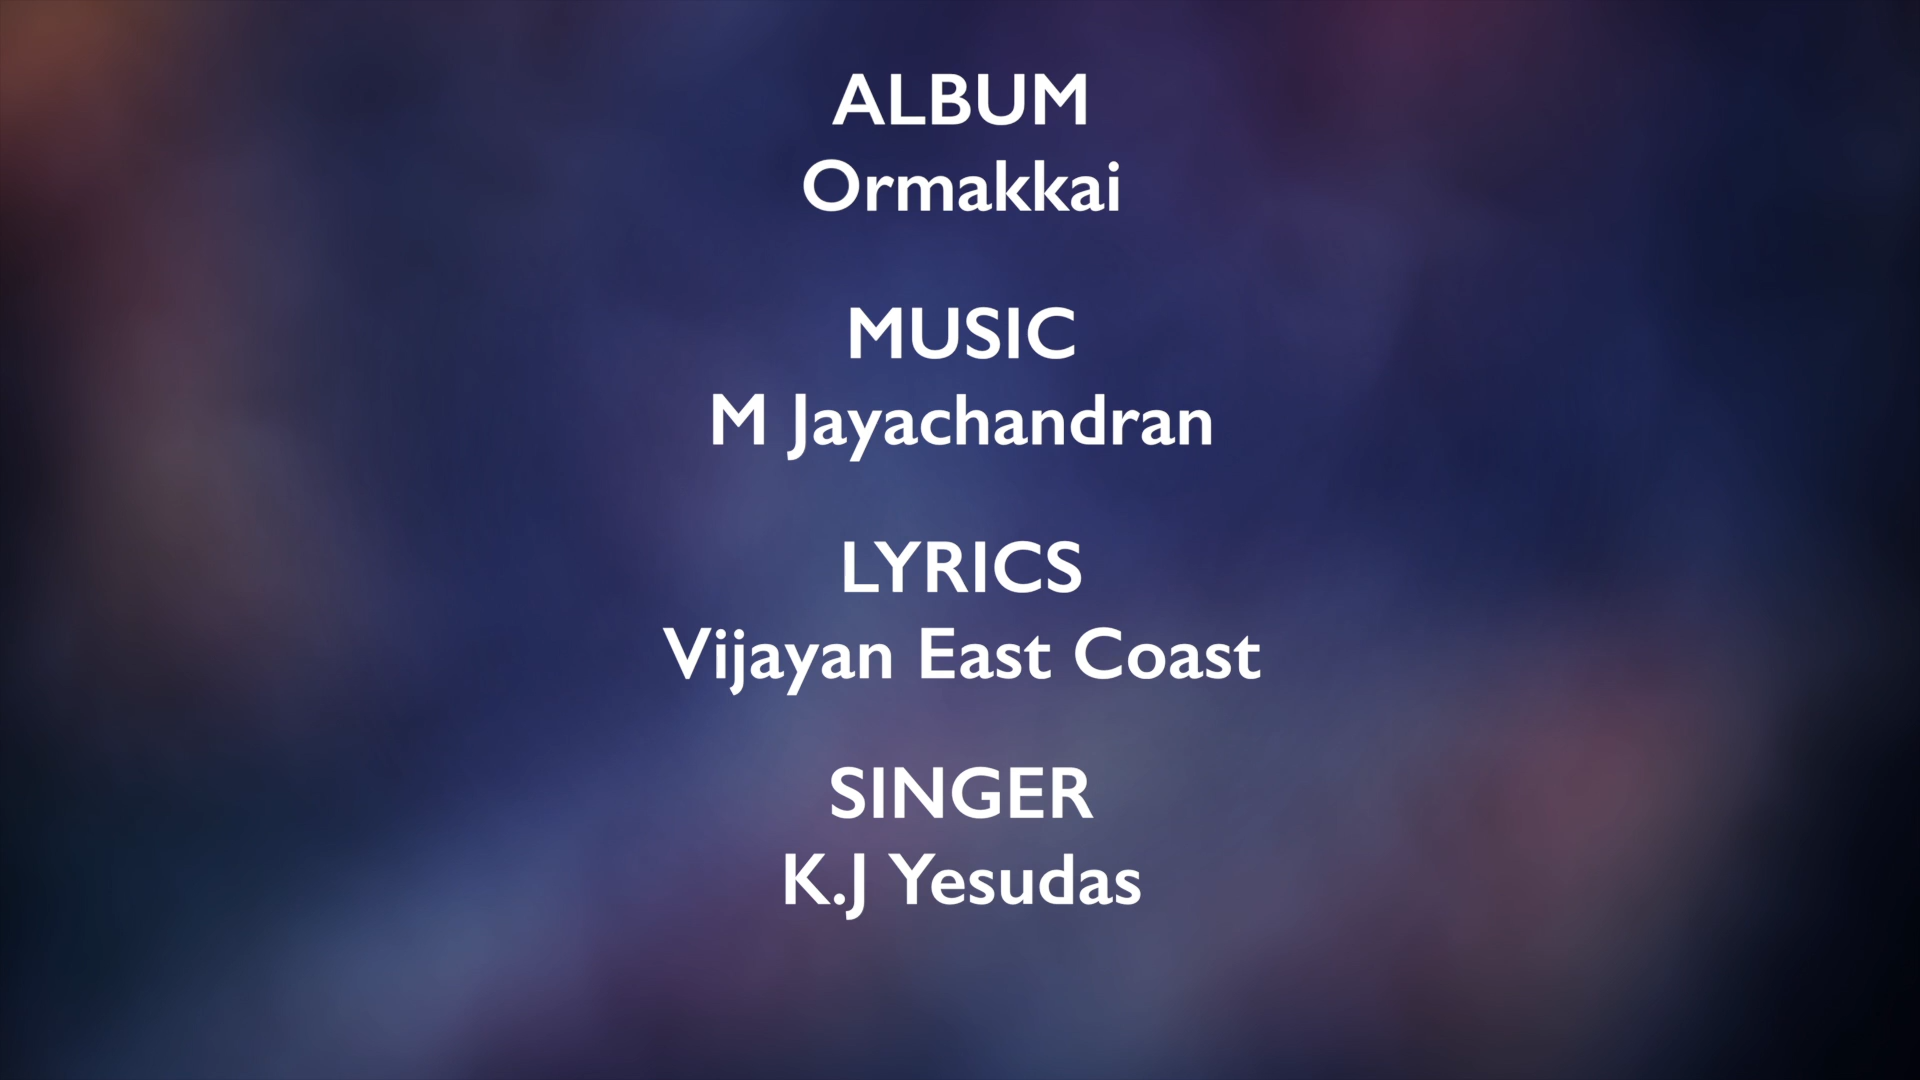 ALBUM
Ormakkai
MUSIC
M Jayachandran
LYRICS
Vijayan East Coast
SINGER
K.J Yesudas